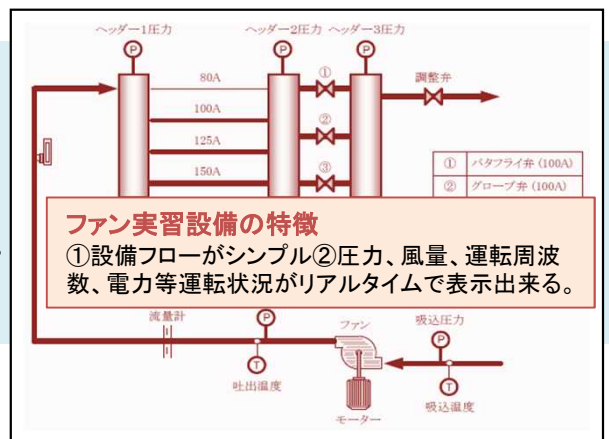 ヘッダー1圧力
ヘッダー2圧力 ヘッダー3圧力
P
P
P
80A
①
調整弁
100A
②
125A
150A
③
① バタフライ弁 (100A)
② グローブ弁 (100A)
ファン実習設備の特徴
①設備フローがシンプル②圧力、風量、運転周波
数、電力等運転状況がリアルタイムで表示出来る。
流量計
P
ファン
吸込圧力
P
T
吐出温度
T
吸込温度
モーター